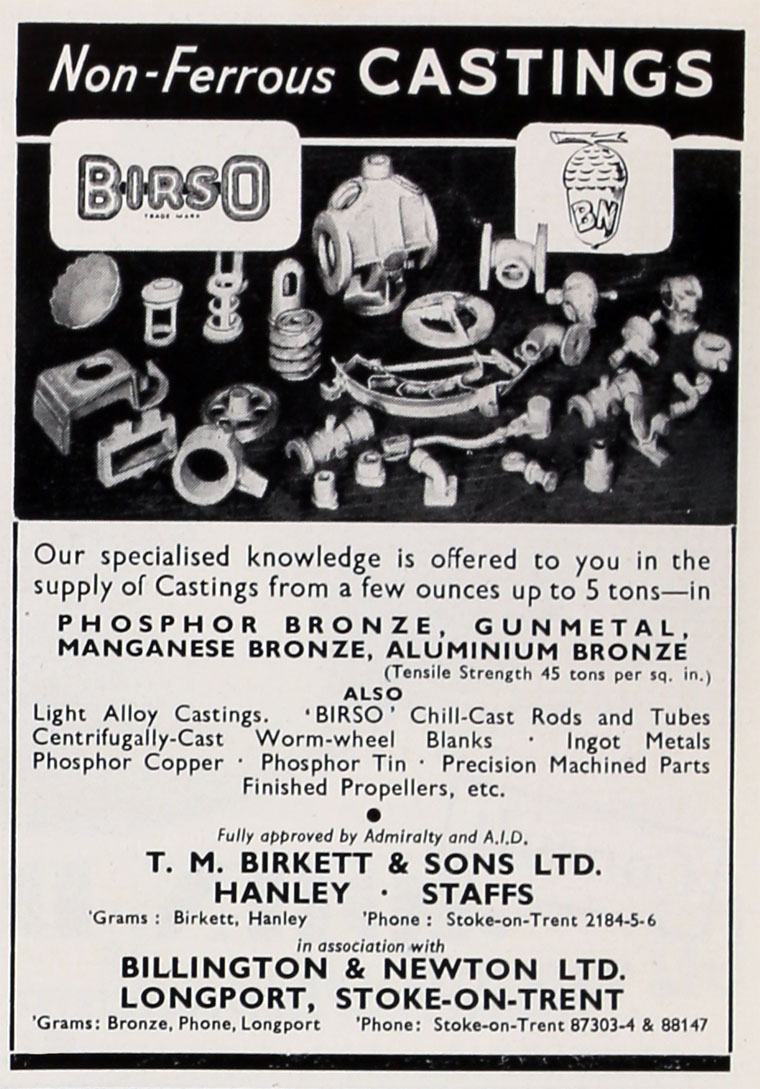 Non-Ferrous CASTINGS
BIRSO
TRADE MARK
BN
Our specialised knowledge is offered to you in the
supply of Castings from a few ounces up to 5 tons—in
PHOSPHOR BRONZE, GUNMETAL,
MANGANESE BRONZE, ALUMINIUM BRONZE
(Tensile Strength 45 tons per sq. in.)
ALSO
Light Alloy Castings. 'BIRSO' Chill-Cast Rods and Tubes
Centrifugally-Cast Worm-wheel Blanks · Ingot Metals
Phosphor Copper · Phosphor Tin · Precision Machined Parts
Finished Propellers, etc.
●
Fully approved by Admiralty and A.I.D.
T. M. BIRKETT & SONS LTD.
HANLEY · STAFFS
'Grams : Birkett, Hanley 'Phone : Stoke-on-Trent 2184-5-6
in association with
BILLINGTON & NEWTON LTD.
LONGPORT, STOKE-ON-TRENT
'Grams: Bronze, Phone, Longport 'Phone: Stoke-on-Trent 87303-4 & 88147